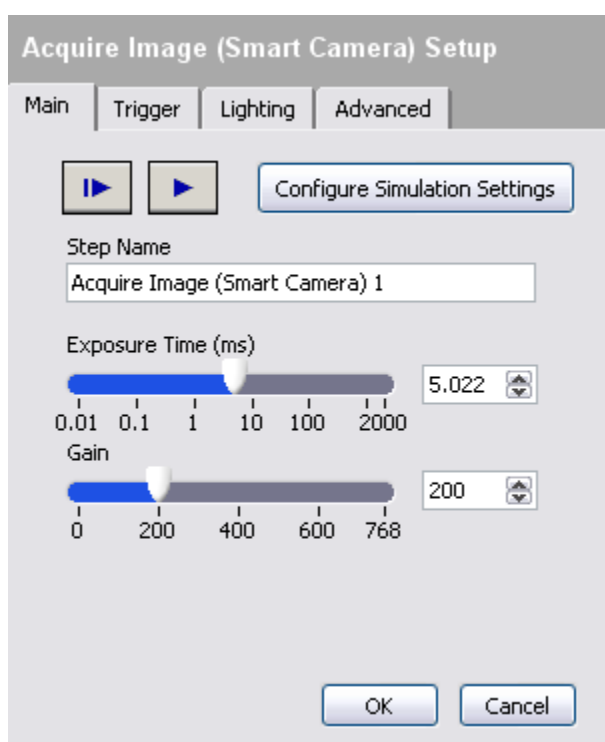 Acquire Image (Smart Camera) Setup
Main Trigger Lighting Advanced
Configure Simulation Settings
Step Name
Acquire Image (Smart Camera) 1
Exposure Time (ms)
5.022
0.01 0.1 1 10 100 2000
Gain
200
0 200 400 600 768
OK Cancel